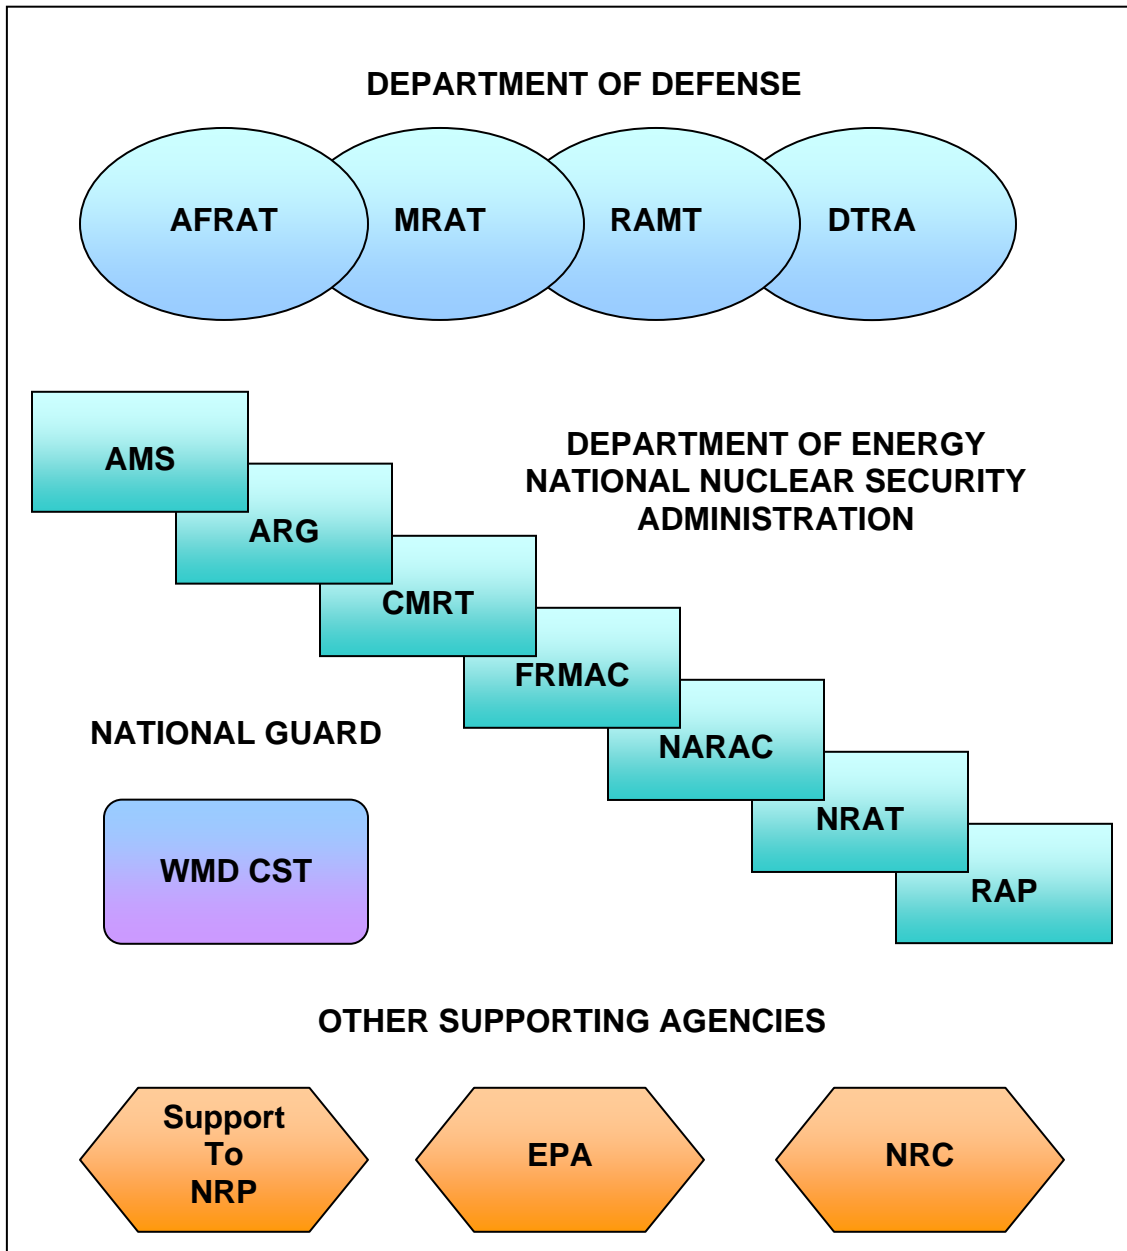 DEPARTMENT OF DEFENSE
AFRAT
MRAT
RAMT
DTRA
AMS
DEPARTMENT OF ENERGY
NATIONAL NUCLEAR SECURITY
ADMINISTRATION
ARG
CMRT
FRMAC
NATIONAL GUARD
NARAC
NRAT
WMD CST
RAP
OTHER SUPPORTING AGENCIES
Support
To
NRP
EPA
NRC